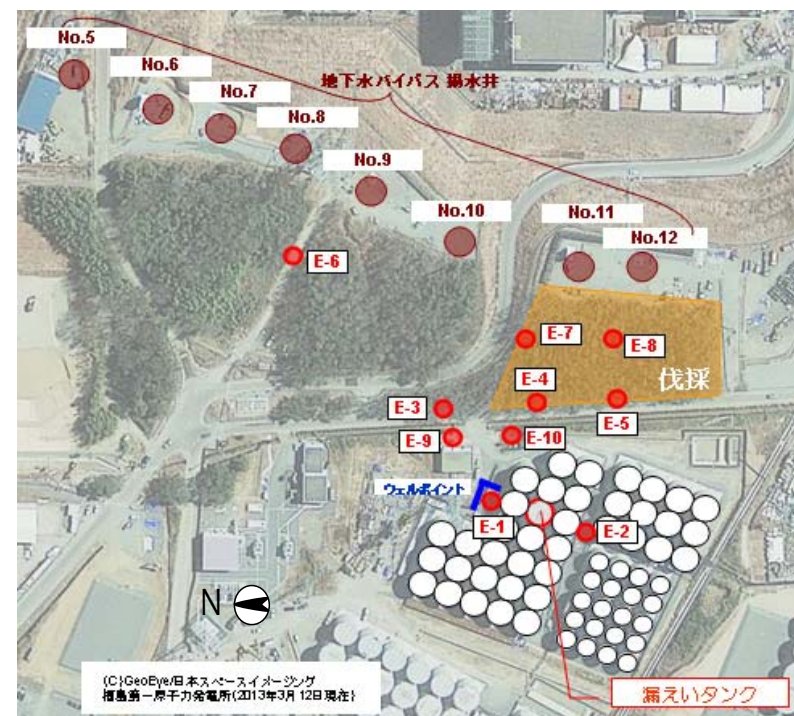 No.5
No.6
No.7
地下水バイパス 揚水井
No.8
No.9
No.10
No.11
No.12
E-6
E-7
E-8
伐採
E-4
E-5
E-3
E-9
E-10
ウェルポイント
E-1
E-2
N
(C)GeoEye/日本スペースイメージング
福島第一原子力発電所(2013年3月12日現在)
漏えいタンク